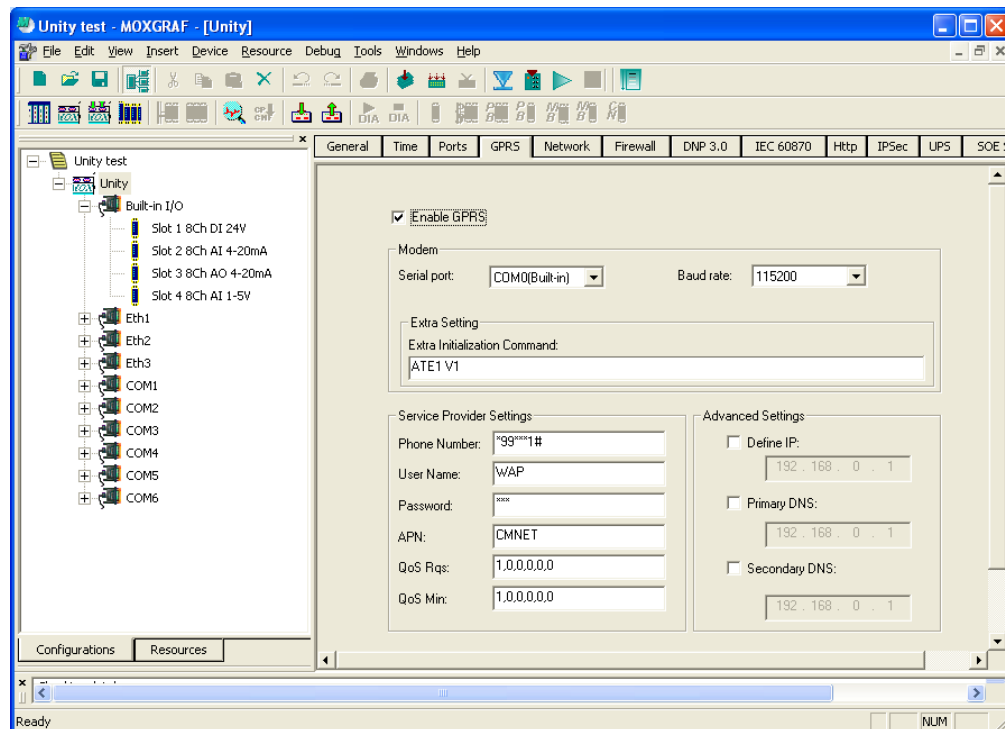 Unity test - MOXGRAF - [Unity]
File Edit View Insert Device Resource Debug Tools Windows Help
General Time Ports GPRS Network Firewall DNP 3.0 IEC 60870 Http IPSec UPS SOE
Unity test
Unity
Built-in I/O
Slot 1 8Ch DI 24V
Slot 2 8Ch AI 4-20mA
Slot 3 8Ch AO 4-20mA
Slot 4 8Ch AI 1-5V
Eth1
Eth2
Eth3
COM1
COM2
COM3
COM4
COM5
COM6
Configurations Resources
Enable GPRS
Modem
Serial port: COM0(Built-in) Baud rate: 115200
Extra Setting
Extra Initialization Command:
ATE1 V1
Service Provider Settings
Phone Number: *99***1#
User Name: WAP
Password: ***
APN: CMNET
QoS Rqs: 1,0,0,0,0,0
QoS Min: 1,0,0,0,0,0
Advanced Settings
Define IP:
192 . 168 . 0 . 1
Primary DNS:
192 . 168 . 0 . 1
Secondary DNS:
192 . 168 . 0 . 1
Ready NUM